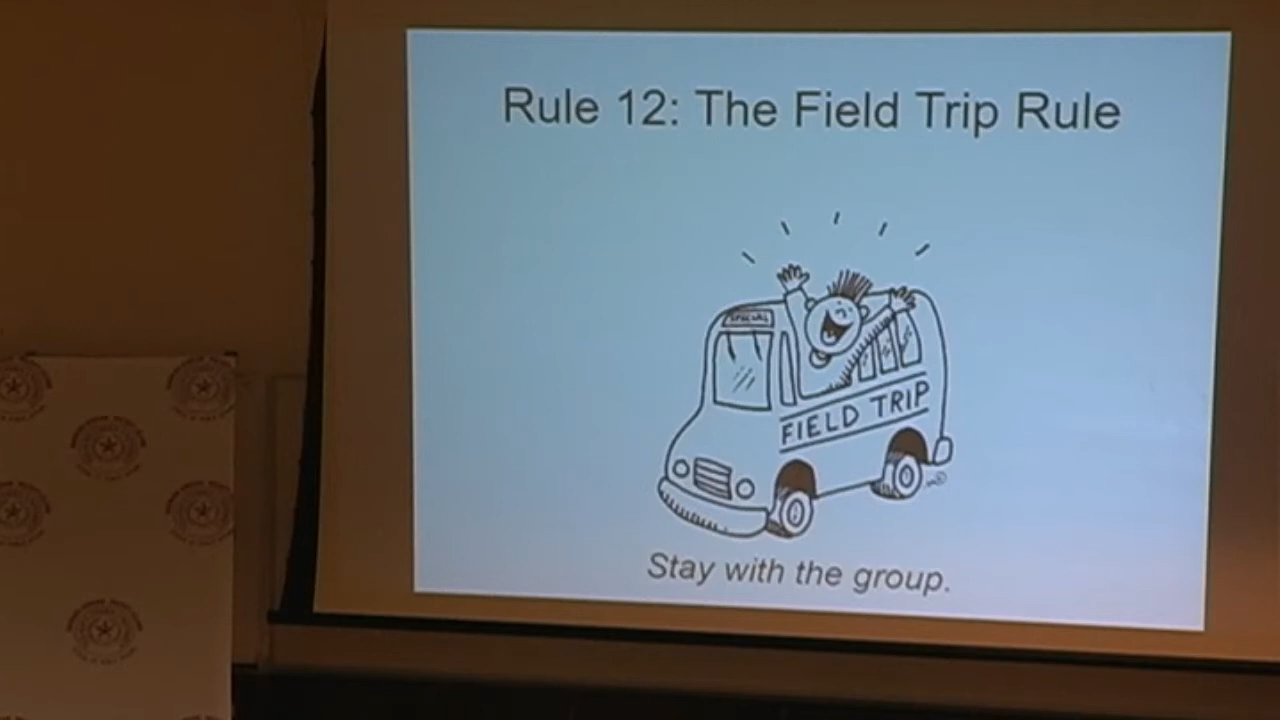 Rule 12: The Field Trip Rule
SPECIAL
FIELD TRIP
Stay with the group.